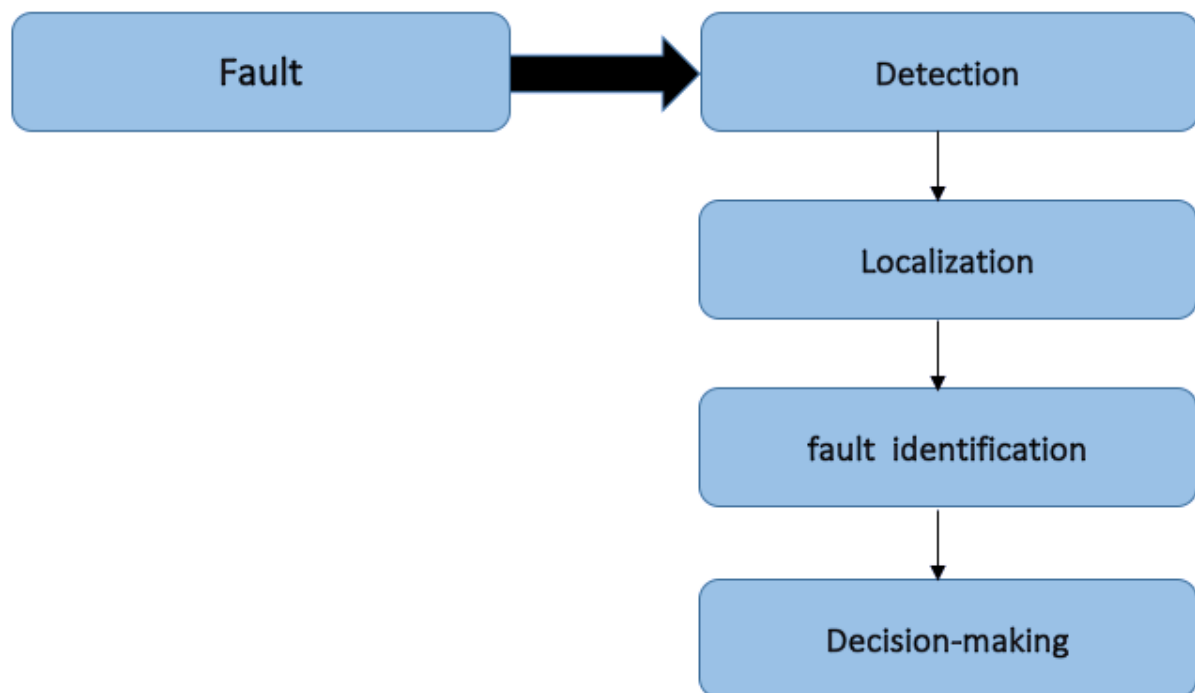 Fault
Detection
Localization
fault identification
Decision-making